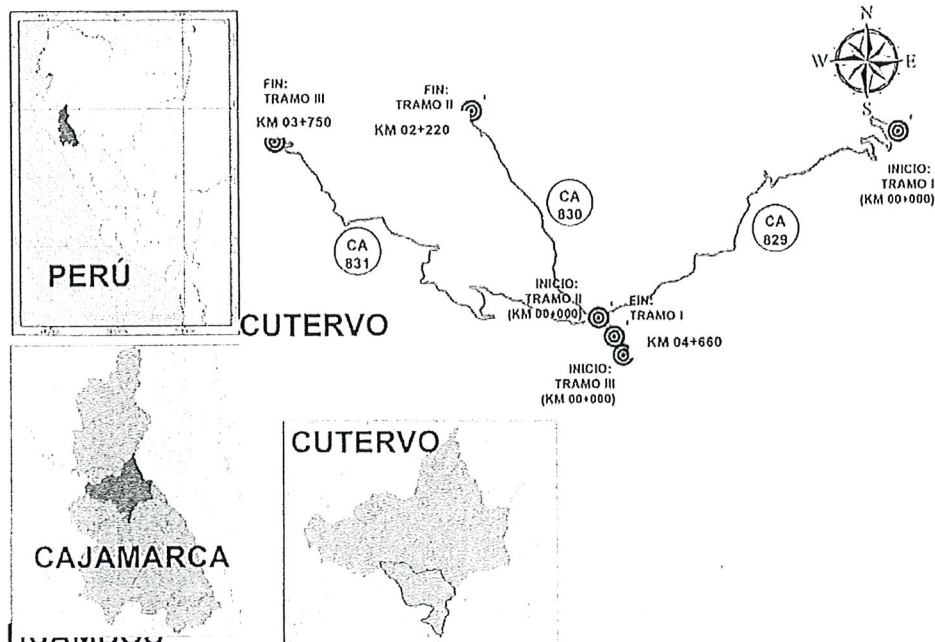 N
W
E
S
FIN:
TRAMO III
KM 03+750
FIN:
TRAMO II
KM 02+220
INICIO:
TRAMO I
(KM 00+000)
CA
830
CA
829
CA
831
PERÚ
INICIO:
TRAMO II
(KM 00+000)
FIN:
TRAMO I
KM 04+660
CUTERVO
INICIO:
TRAMO III
(KM 00+000)
CUTERVO
CAJAMARCA